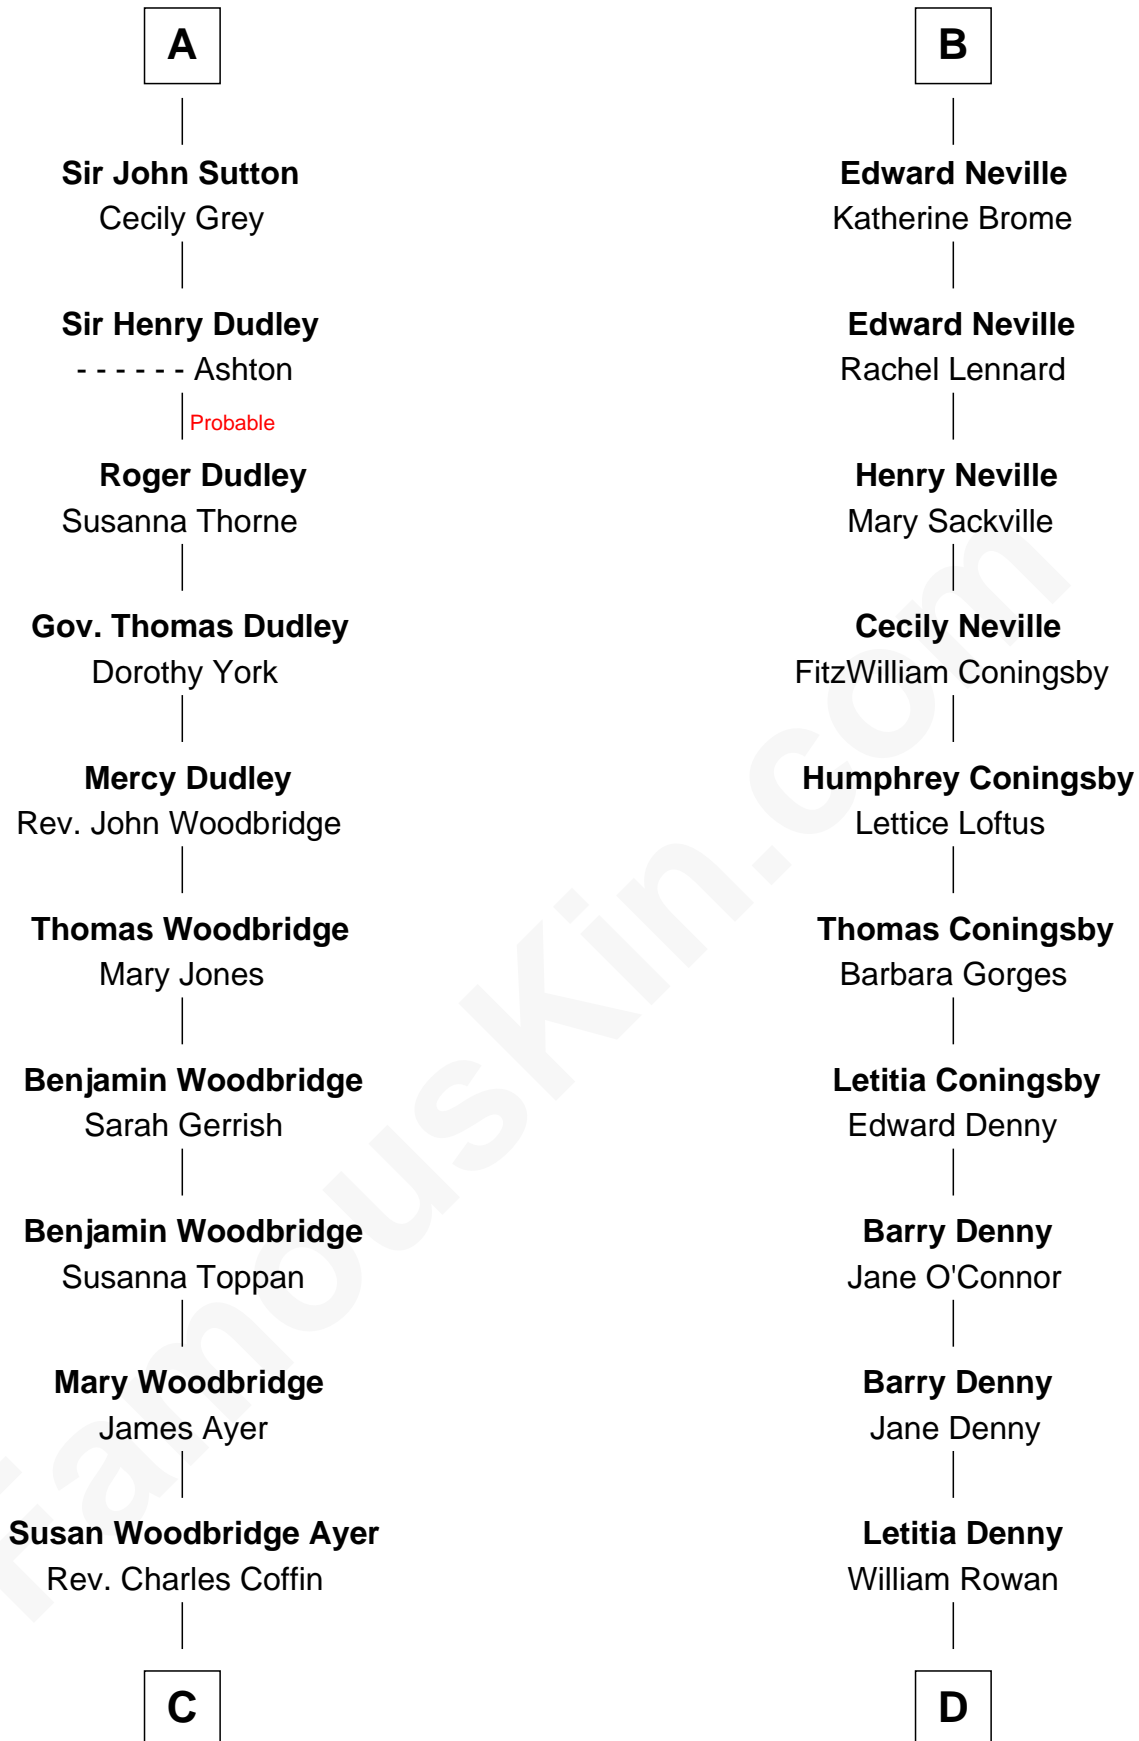 A
Sir John Sutton
Cecily Grey
Sir Henry Dudley
- - - - - - Ashton
Probable
Roger Dudley
Susanna Thorne
Gov. Thomas Dudley
Dorothy York
Mercy Dudley
Rev. John Woodbridge
Thomas Woodbridge
Mary Jones
Benjamin Woodbridge
Sarah Gerrish
Benjamin Woodbridge
Susanna Toppan
Mary Woodbridge
James Ayer
Susan Woodbridge Ayer
Rev. Charles Coffin
C
B
Edward Neville
Katherine Brome
Edward Neville
Rachel Lennard
Henry Neville
Mary Sackville
Cecily Neville
FitzWilliam Coningsby
Humphrey Coningsby
Lettice Loftus
Thomas Coningsby
Barbara Gorges
Letitia Coningsby
Edward Denny
Barry Denny
Jane O'Connor
Barry Denny
Jane Denny
Letitia Denny
William Rowan
D
FamousKin.com